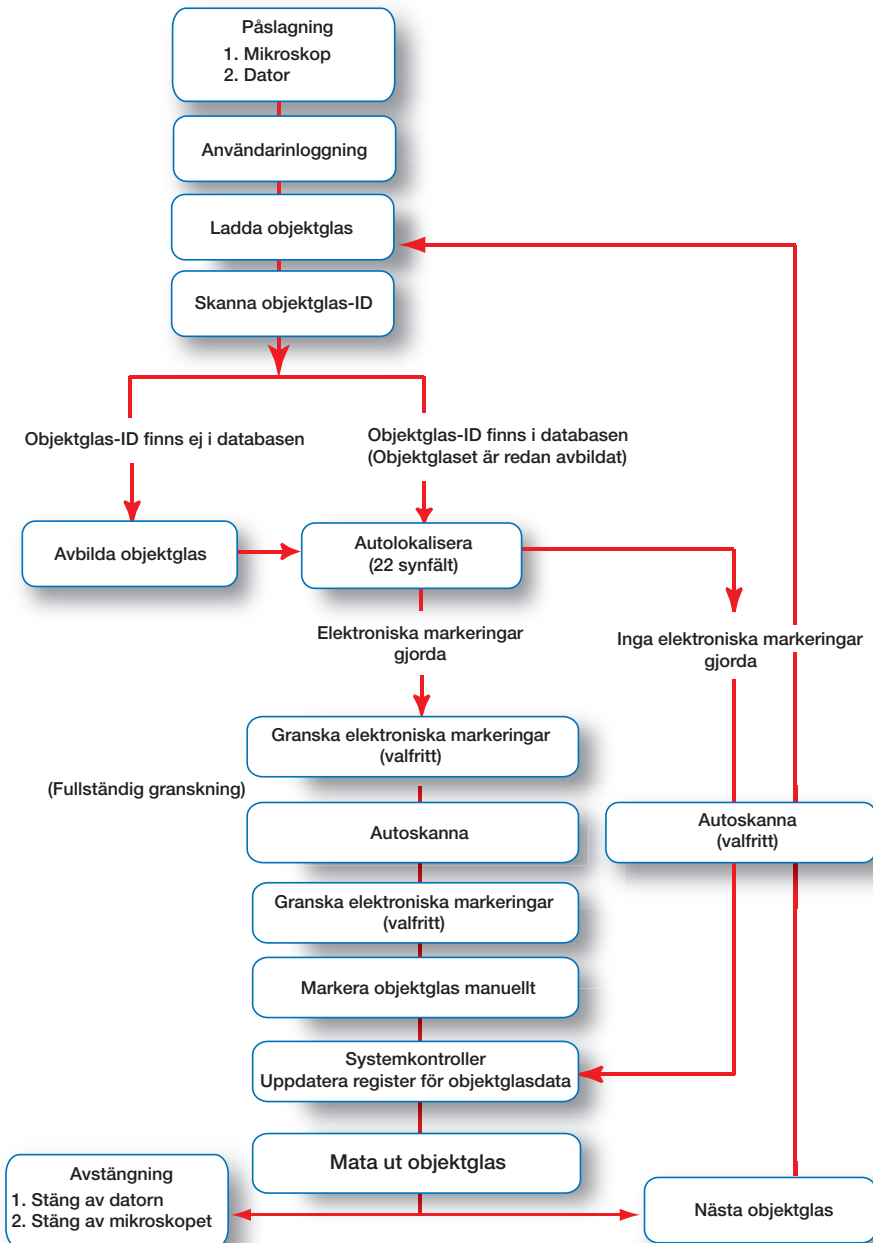 Påslagning
1. Mikroskop
2. Dator
Användarinloggning
Ladda objektglas
Skanna objektglas-ID
Objektglas-ID finns ej i databasen
Objektglas-ID finns i databasen
(Objektglaset är redan avbildat)
Avbilda objektglas
Autolokalisera
(22 synfält)
Elektroniska markeringar
gjorda
Inga elektroniska markeringar
gjorda
Granska elektroniska markeringar
(valfritt)
(Fullständig granskning)
Autoskanna
Autoskanna
(valfritt)
Granska elektroniska markeringar
(valfritt)
Markera objektglas manuellt
Systemkontroller
Uppdatera register för objektglasdata
Mata ut objektglas
Avstängning
1. Stäng av datorn
2. Stäng av mikroskopet
Nästa objektglas